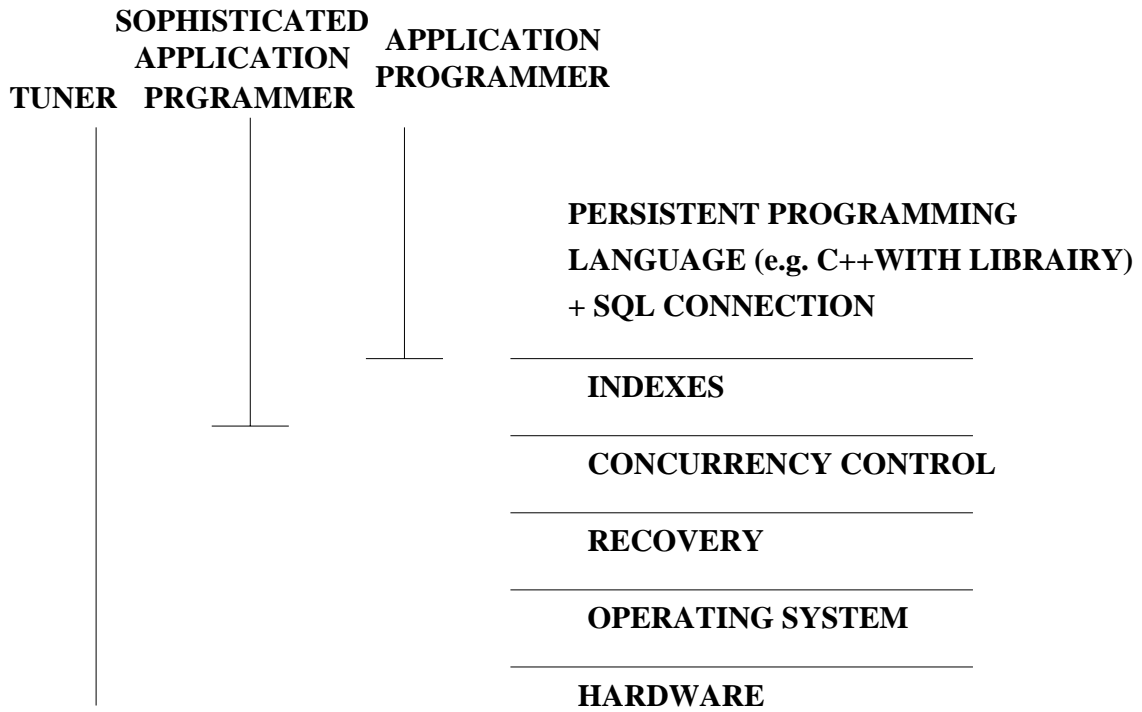 SOPHISTICATED
APPLICATION
PRGRAMMER
APPLICATION
PROGRAMMER
TUNER
PERSISTENT PROGRAMMING
LANGUAGE (e.g. C++WITH LIBRAIRY)
+ SQL CONNECTION
INDEXES
CONCURRENCY CONTROL
RECOVERY
OPERATING SYSTEM
HARDWARE